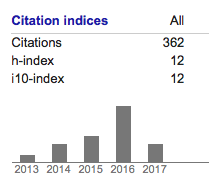 Citation indices All
Citations 362
h-index 12
i10-index 12
2013 2014 2015 2016 2017